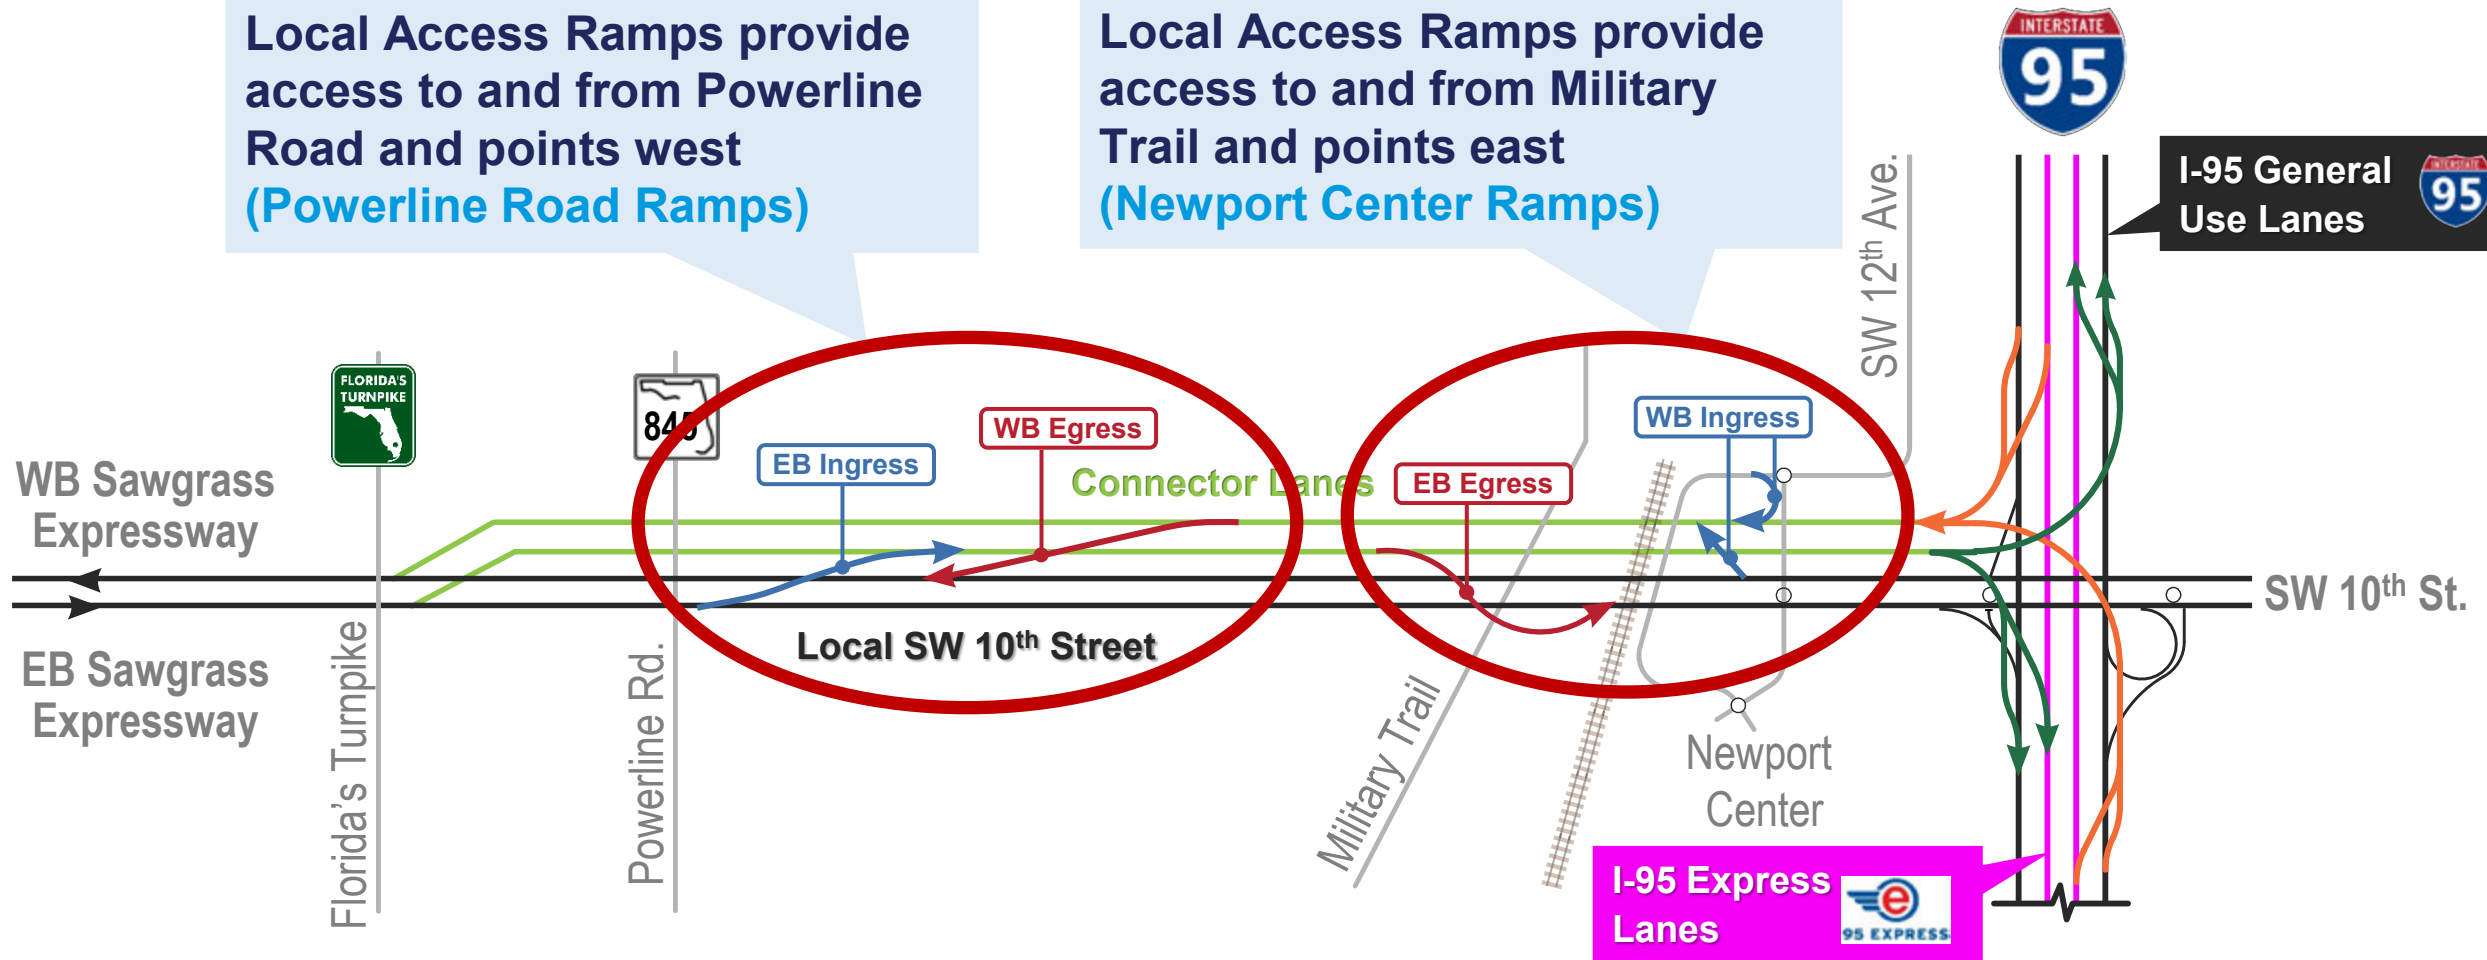 Local Access Ramps provide
access to and from Powerline
Road and points west
(Powerline Road Ramps)
Local Access Ramps provide
access to and from Military
Trail and points east
(Newport Center Ramps)
INTERSTATE
95
I-95 General
Use Lanes
INTERSTATE
95
SW 12th Ave.
FLORIDA'S
TURNPIKE
845
WB Sawgrass
Expressway
EB Ingress
WB Egress
Connector Lanes
EB Egress
WB Ingress
SW 10th St.
Local SW 10th Street
EB Sawgrass
Expressway
Florida's Turnpike
Powerline Rd.
Military Trail
Newport
Center
I-95 Express
Lanes
e
95 EXPRESS